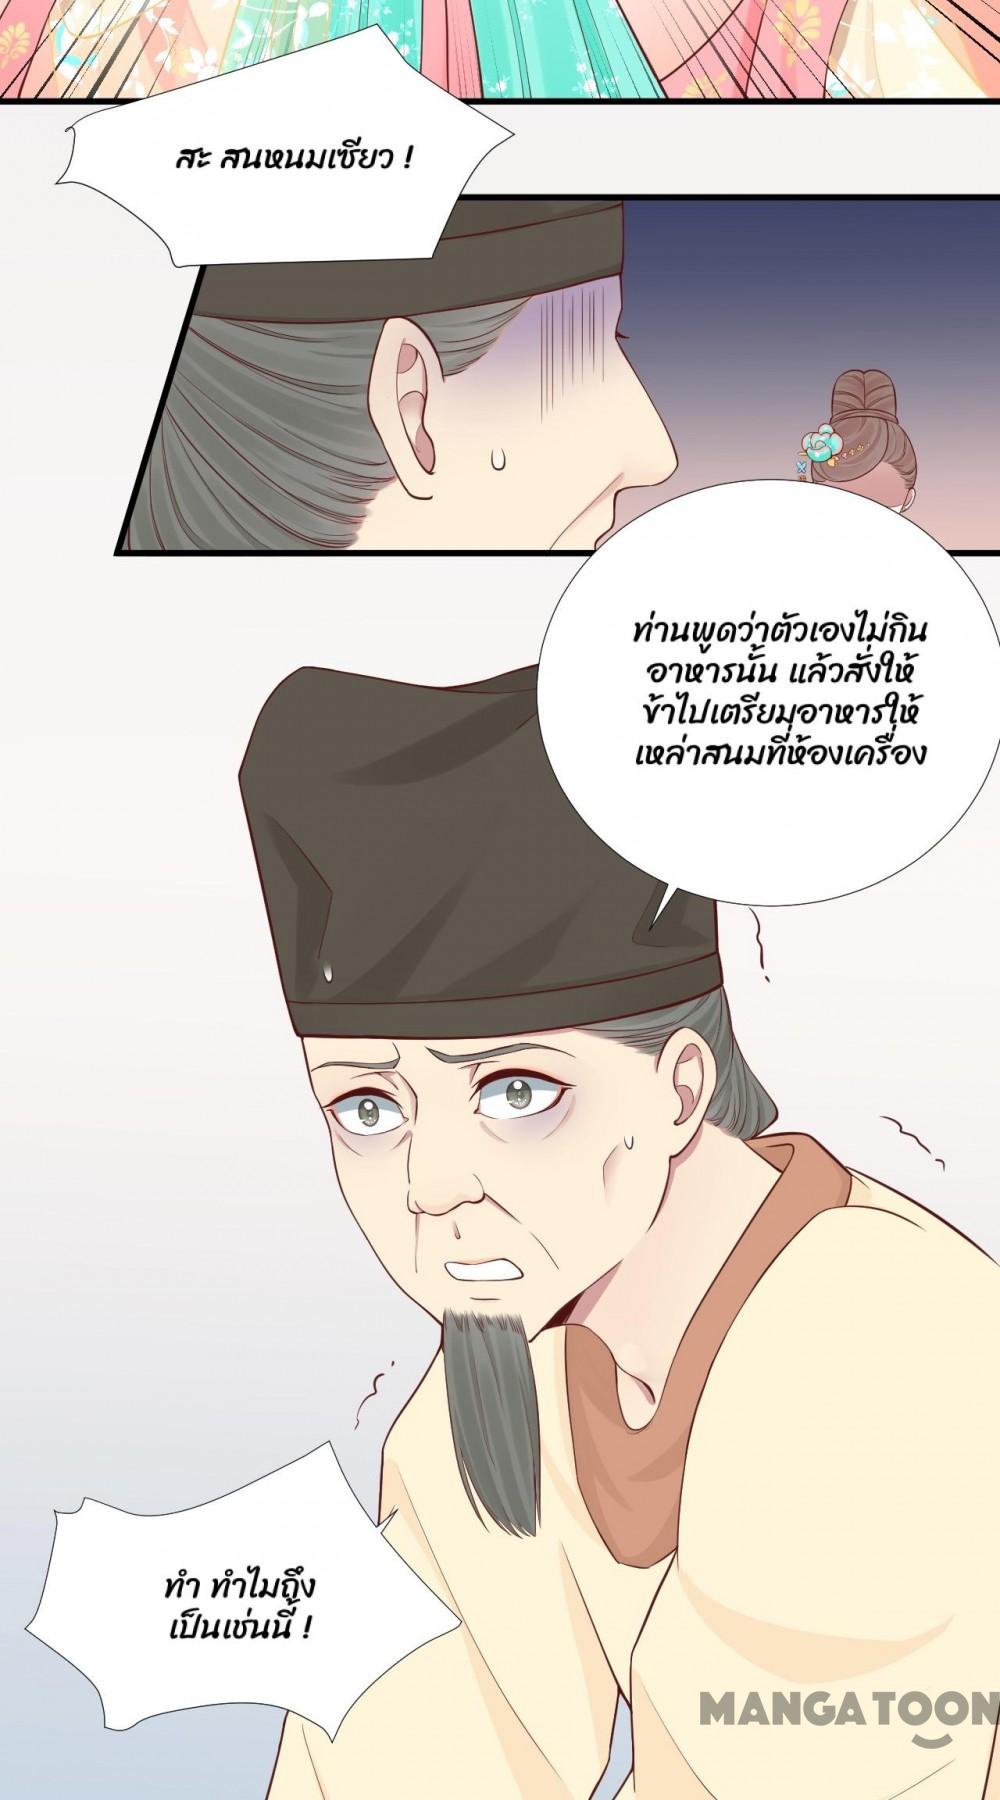 สะ สนหนมเซียว !
ท่านพูดว่าตัวเองไม่กิน
อาหารนั้น แล้วสั่งให้
ข้าไปเตรียมอาหารให้
เหล่าสนมที่ห้องเครื่อง
ทำ ทำไมถึง
เป็นเช่นนี้ !
MANGATOON